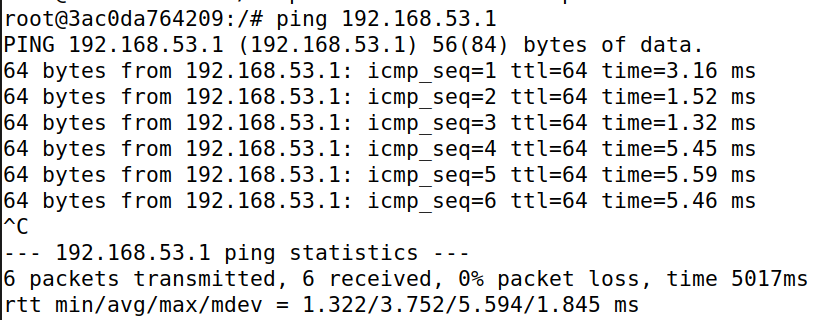 root@3ac0da764209:/# ping 192.168.53.1
PING 192.168.53.1 (192.168.53.1) 56(84) bytes of data.
64 bytes from 192.168.53.1: icmp_seq=1 ttl=64 time=3.16 ms
64 bytes from 192.168.53.1: icmp_seq=2 ttl=64 time=1.52 ms
64 bytes from 192.168.53.1: icmp_seq=3 ttl=64 time=1.32 ms
64 bytes from 192.168.53.1: icmp_seq=4 ttl=64 time=5.45 ms
64 bytes from 192.168.53.1: icmp_seq=5 ttl=64 time=5.59 ms
64 bytes from 192.168.53.1: icmp_seq=6 ttl=64 time=5.46 ms
^C
--- 192.168.53.1 ping statistics ---
6 packets transmitted, 6 received, 0% packet loss, time 5017ms
rtt min/avg/max/mdev = 1.322/3.752/5.594/1.845 ms